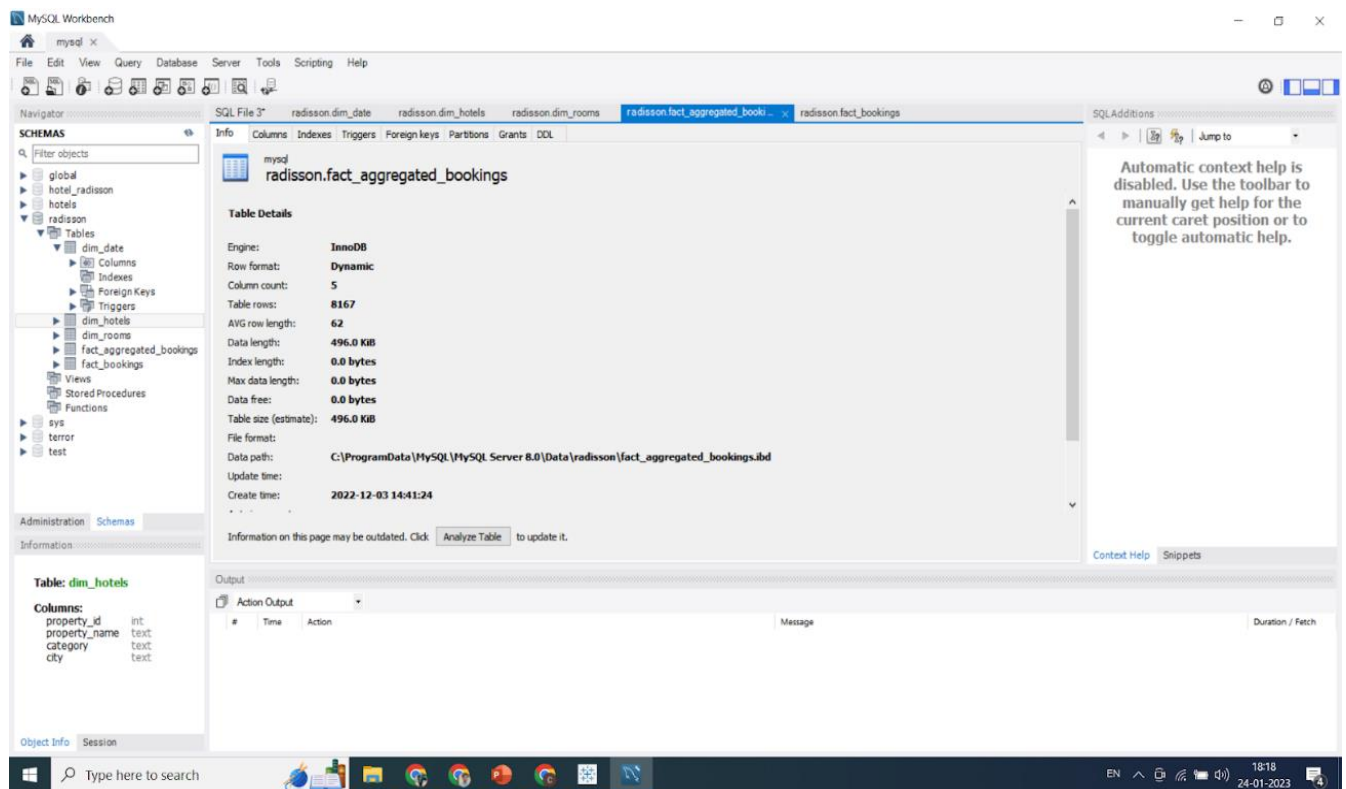 MySQL Workbench
mysql
File Edit View Query Database Server Tools Scripting Help
Navigator
SCHEMAS
Filter objects
global
hotel_radisson
hotels
radisson
Tables
dim_date
Columns
Indexes
Foreign Keys
Triggers
dim_hotels
dim_rooms
fact_aggregated_bookings
fact_bookings
Views
Stored Procedures
Functions
sys
terror
test
Administration Schemas
Information
Table: dim_hotels
Columns:
property_id int
property_name text
category text
city text
Object Info Session
SQL File 3* radisson.dim_date radisson.dim_hotels radisson.dim_rooms radisson.fact_aggregated_booki... radisson.fact_bookings
Info Columns Indexes Triggers Foreign keys Partitions Grants DDL
mysql
radisson.fact_aggregated_bookings
Table Details
Engine: InnoDB
Row format: Dynamic
Column count: 5
Table rows: 8167
AVG row length: 62
Data length: 496.0 KiB
Index length: 0.0 bytes
Max data length: 0.0 bytes
Data free: 0.0 bytes
Table size (estimate): 496.0 KiB
File format:
Data path: C:\ProgramData\MySQL\MySQL Server 8.0\Data\radisson\fact_aggregated_bookings.ibd
Update time:
Create time: 2022-12-03 14:41:24
Information on this page may be outdated. Click Analyze Table to update it.
Output
Action Output
# Time Action Message Duration / Fetch
SQLAdditions
Jump to
Automatic context help is
disabled. Use the toolbar to
manually get help for the
current caret position or to
toggle automatic help.
Context Help Snippets
Type here to search
EN
18:18
24-01-2023
4